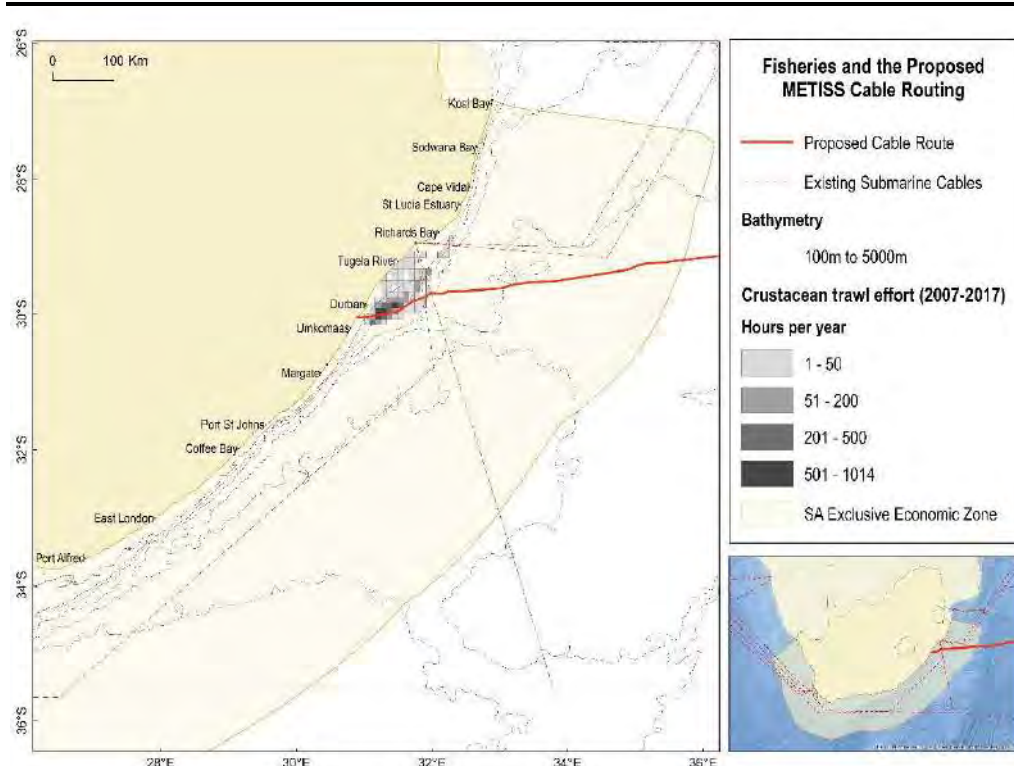 26°S
28°S
30°S
32°S
34°S
36°S
0 100 Km
Kosi Bay
Sodwana Bay
Cape Vidal
St Lucia Estuary
Richards Bay
Tugela River
Durban
Umkomaas
Margate
Port St Johns
Coffee Bay
East London
Port Alfred
28°E
30°E
32°E
34°E
36°E
Fisheries and the Proposed
METISS Cable Routing
Proposed Cable Route
Existing Submarine Cables
Bathymetry
100m to 5000m
Crustacean trawl effort (2007-2017)
Hours per year
1 - 50
51 - 200
201 - 500
501 - 1014
SA Exclusive Economic Zone